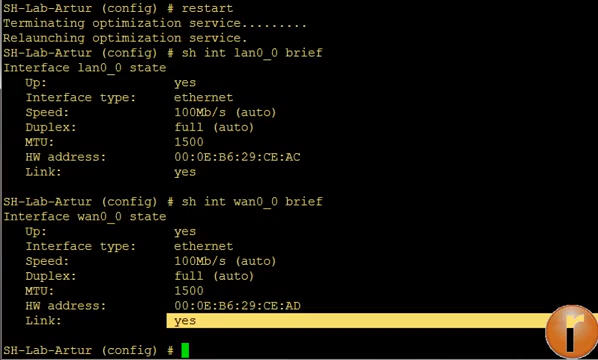 SH-Lab-Artur (config) # restart
Terminating optimization service.........
Relaunching optimization service.
SH-Lab-Artur (config) # sh int lan0_0 brief
Interface lan0_0 state
Up: yes
Interface type: ethernet
Speed: 100Mb/s (auto)
Duplex: full (auto)
MTU: 1500
HW address: 00:0E:B6:29:CE:AC
Link: yes
SH-Lab-Artur (config) # sh int wan0_0 brief
Interface wan0_0 state
Up: yes
Interface type: ethernet
Speed: 100Mb/s (auto)
Duplex: full (auto)
MTU: 1500
HW address: 00:0E:B6:29:CE:AD
Link: yes
SH-Lab-Artur (config) #
r